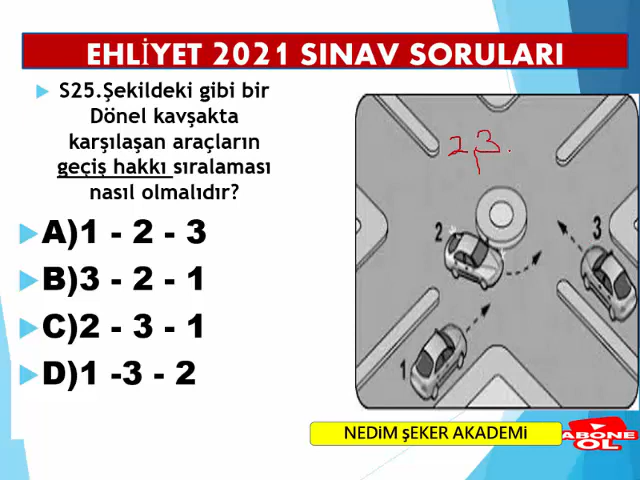 EHLİYET 2021 SINAV SORULARI
S25.Şekildeki gibi bir
Dönel kavşakta
karşılaşan araçların
geçiş hakkı sıralaması
nasıl olmalıdır?
A)1 - 2 - 3
B)3 - 2 - 1
C)2 - 3 - 1
D)1 -3 - 2
2 3
2
3
1
NEDİM ŞEKER AKADEMİ
ABONE
OL